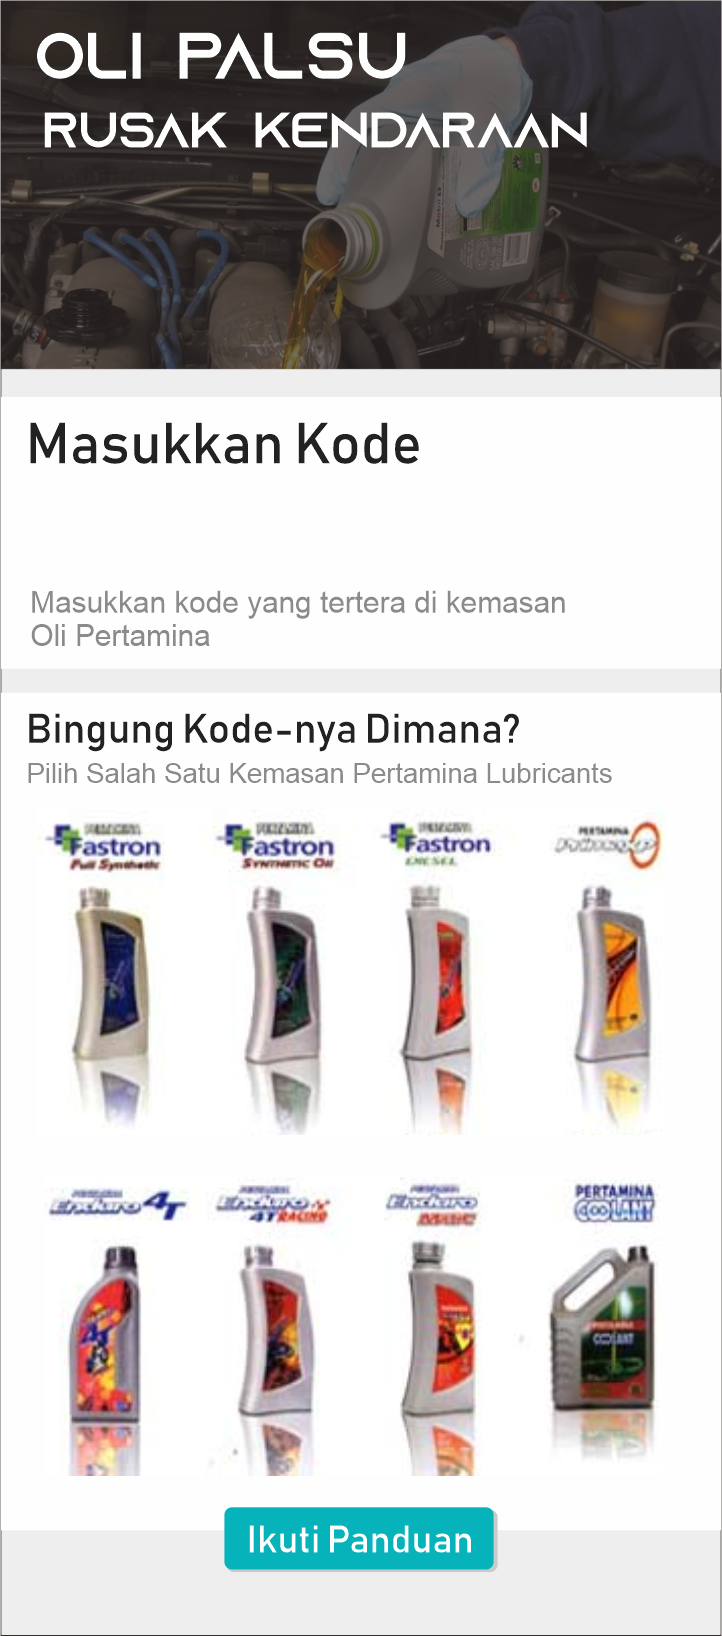 OLI PALSU
RUSAK KENDARAAN
Masukkan Kode
Masukkan kode yang tertera di kemasan
Oli Pertamina
Bingung Kode-nya Dimana?
Pilih Salah Satu Kemasan Pertamina Lubricants
PERTAMINA PERTAMINA PERTAMINA PERTAMINA
Fastron Fastron Fastron Prima XP
Full Synthetic SYNTHETIC OIL DIESEL
PERTAMINA PERTAMINA PERTAMINA PERTAMINA
Enduro 4T Enduro Enduro COOLANT
4T RACING MATIC
PERTAMINA
COOLANT
Ikuti Panduan